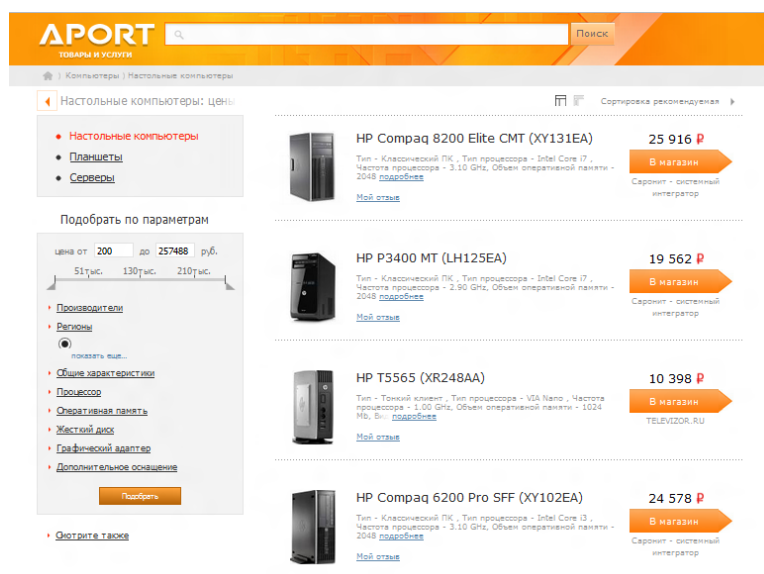 APORT
ТОВАРЫ И УСЛУГИ
Поиск
Компьютеры ) Настольные компьютеры
Настольные компьютеры: цены
Сортировка рекомендуемая
Настольные компьютеры
Планшеты
Серверы
Подобрать по параметрам
цена от 200 до 257488 руб.
51тыс. 130тыс. 210тыс.
Производители
Регионы
показать еще...
Общие характеристики
Процессор
Оперативная память
Жесткий диск
Графический адаптер
Дополнительное оснащение
Подобрать
Смотрите также
HP Compaq 8200 Elite CMT (XY131EA)
Тип - Классический ПК , Тип процессора - Intel Core i7 ,
Частота процессора - 3.10 GHz, Объем оперативной памяти -
2048 подробнее
Мой отзыв
25 916 ₽
В магазин
Саронит - системный
интегратор
HP P3400 MT (LH125EA)
Тип - Классический ПК , Тип процессора - Intel Core i7 ,
Частота процессора - 2.90 GHz, Объем оперативной памяти -
2048 подробнее
Мой отзыв
19 562 ₽
В магазин
Саронит - системный
интегратор
HP T5565 (XR248AA)
Тип - Тонкий клиент , Тип процессора - VIA Nano , Частота
процессора - 1.00 GHz, Объем оперативной памяти - 1024
Mb, подробнее
Мой отзыв
10 398 ₽
В магазин
TELEVIZOR.RU
HP Compaq 6200 Pro SFF (XY102EA)
Тип - Классический ПК , Тип процессора - Intel Core i3 ,
Частота процессора - 3.10 GHz, Объем оперативной памяти -
2048 подробнее
Мой отзыв
24 578 ₽
В магазин
Саронит - системный
интегратор